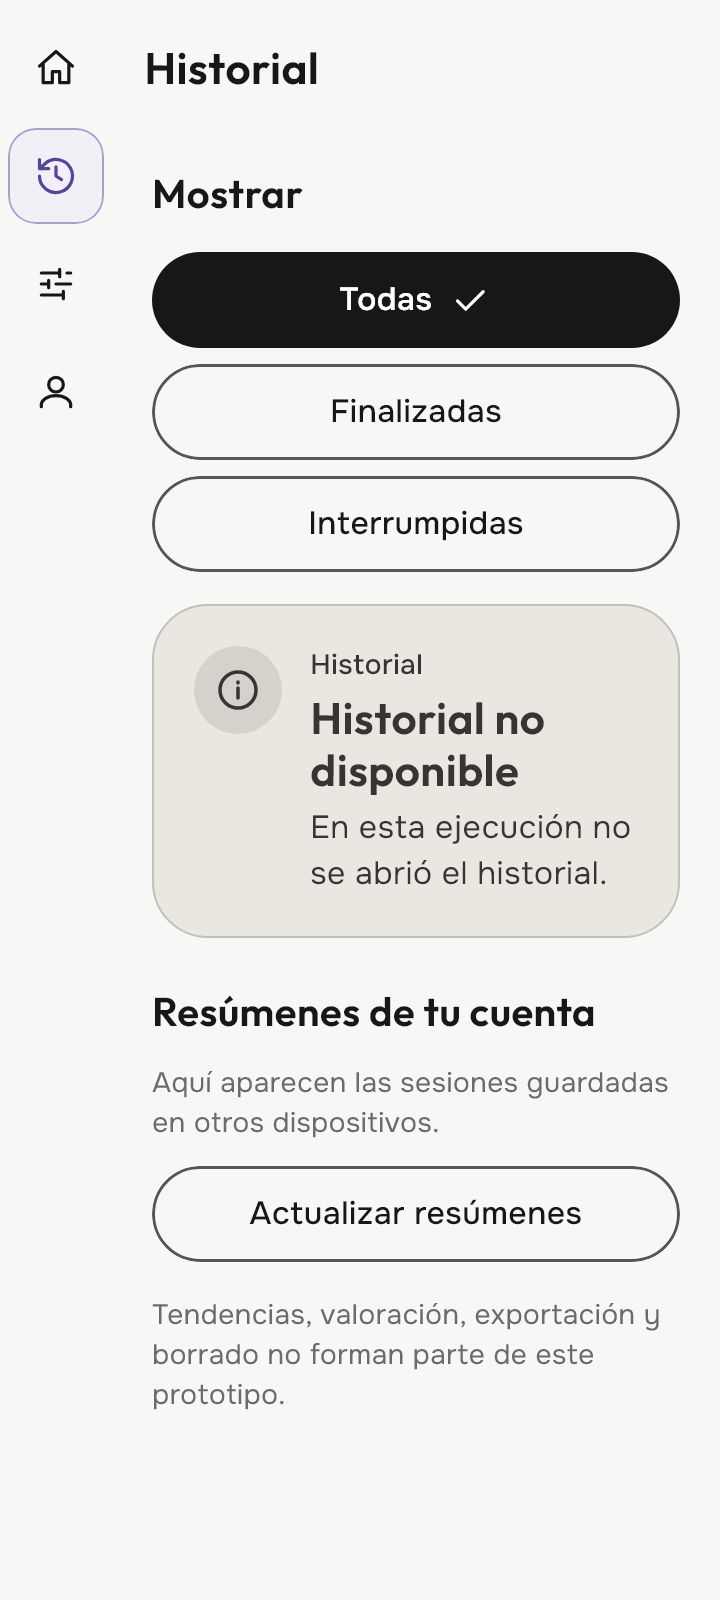 Historial
Mostrar
Todas
Finalizadas
Interrumpidas
Historial
Historial no
disponible
En esta ejecución no
se abrió el historial.
Resúmenes de tu cuenta
Aquí aparecen las sesiones guardadas
en otros dispositivos.
Actualizar resúmenes
Tendencias, valoración, exportación y
borrado no forman parte de este
prototipo.